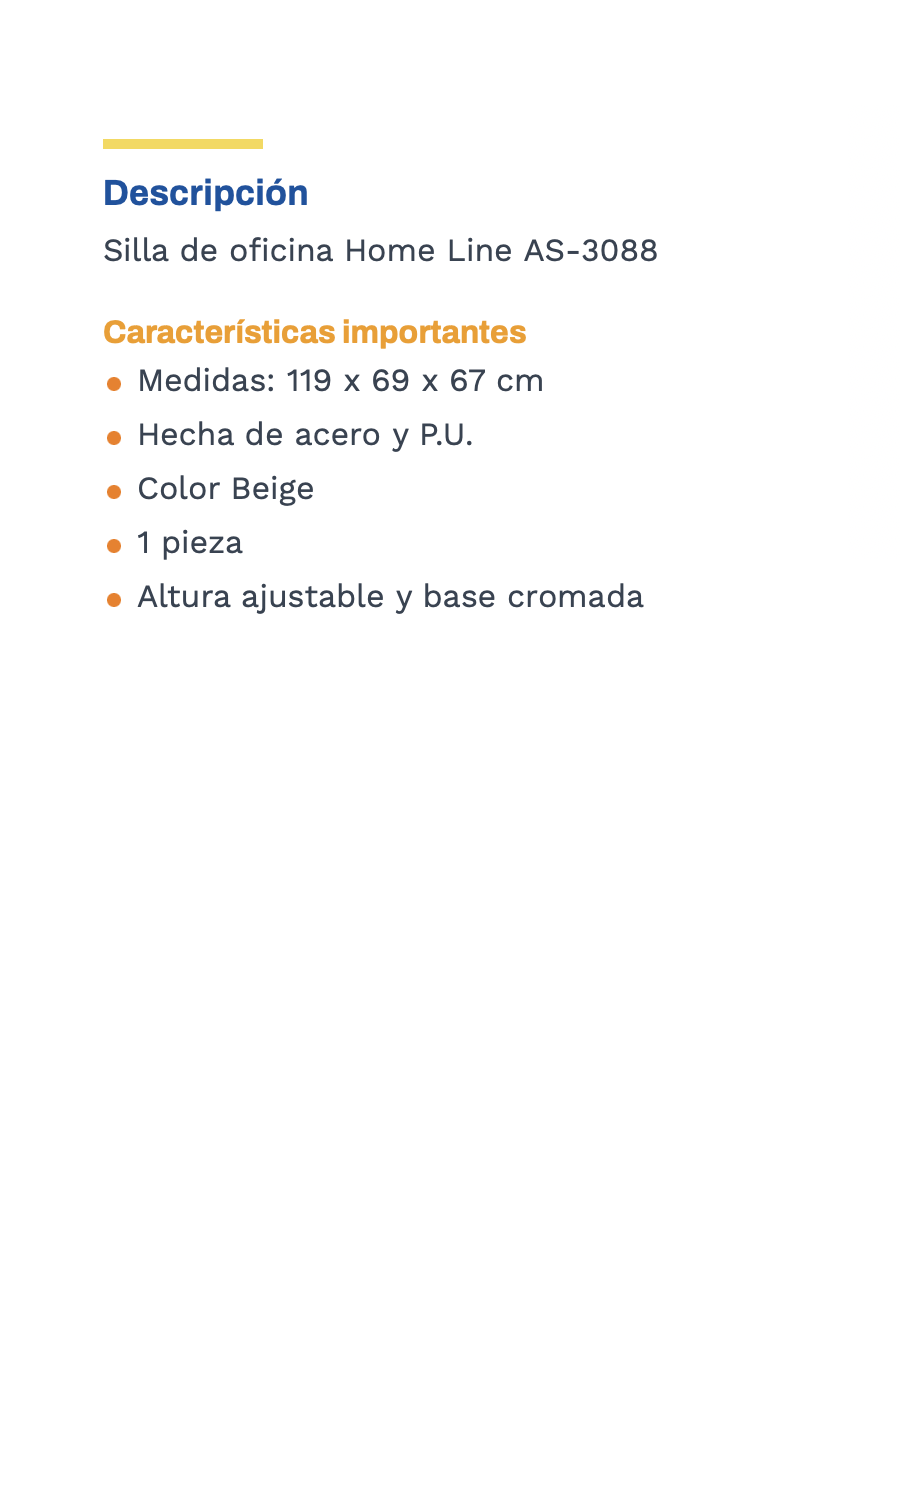 Descripción
Silla de oficina Home Line AS-3088
Características importantes
Medidas: 119 x 69 x 67 cm
Hecha de acero y P.U.
Color Beige
1 pieza
Altura ajustable y base cromada